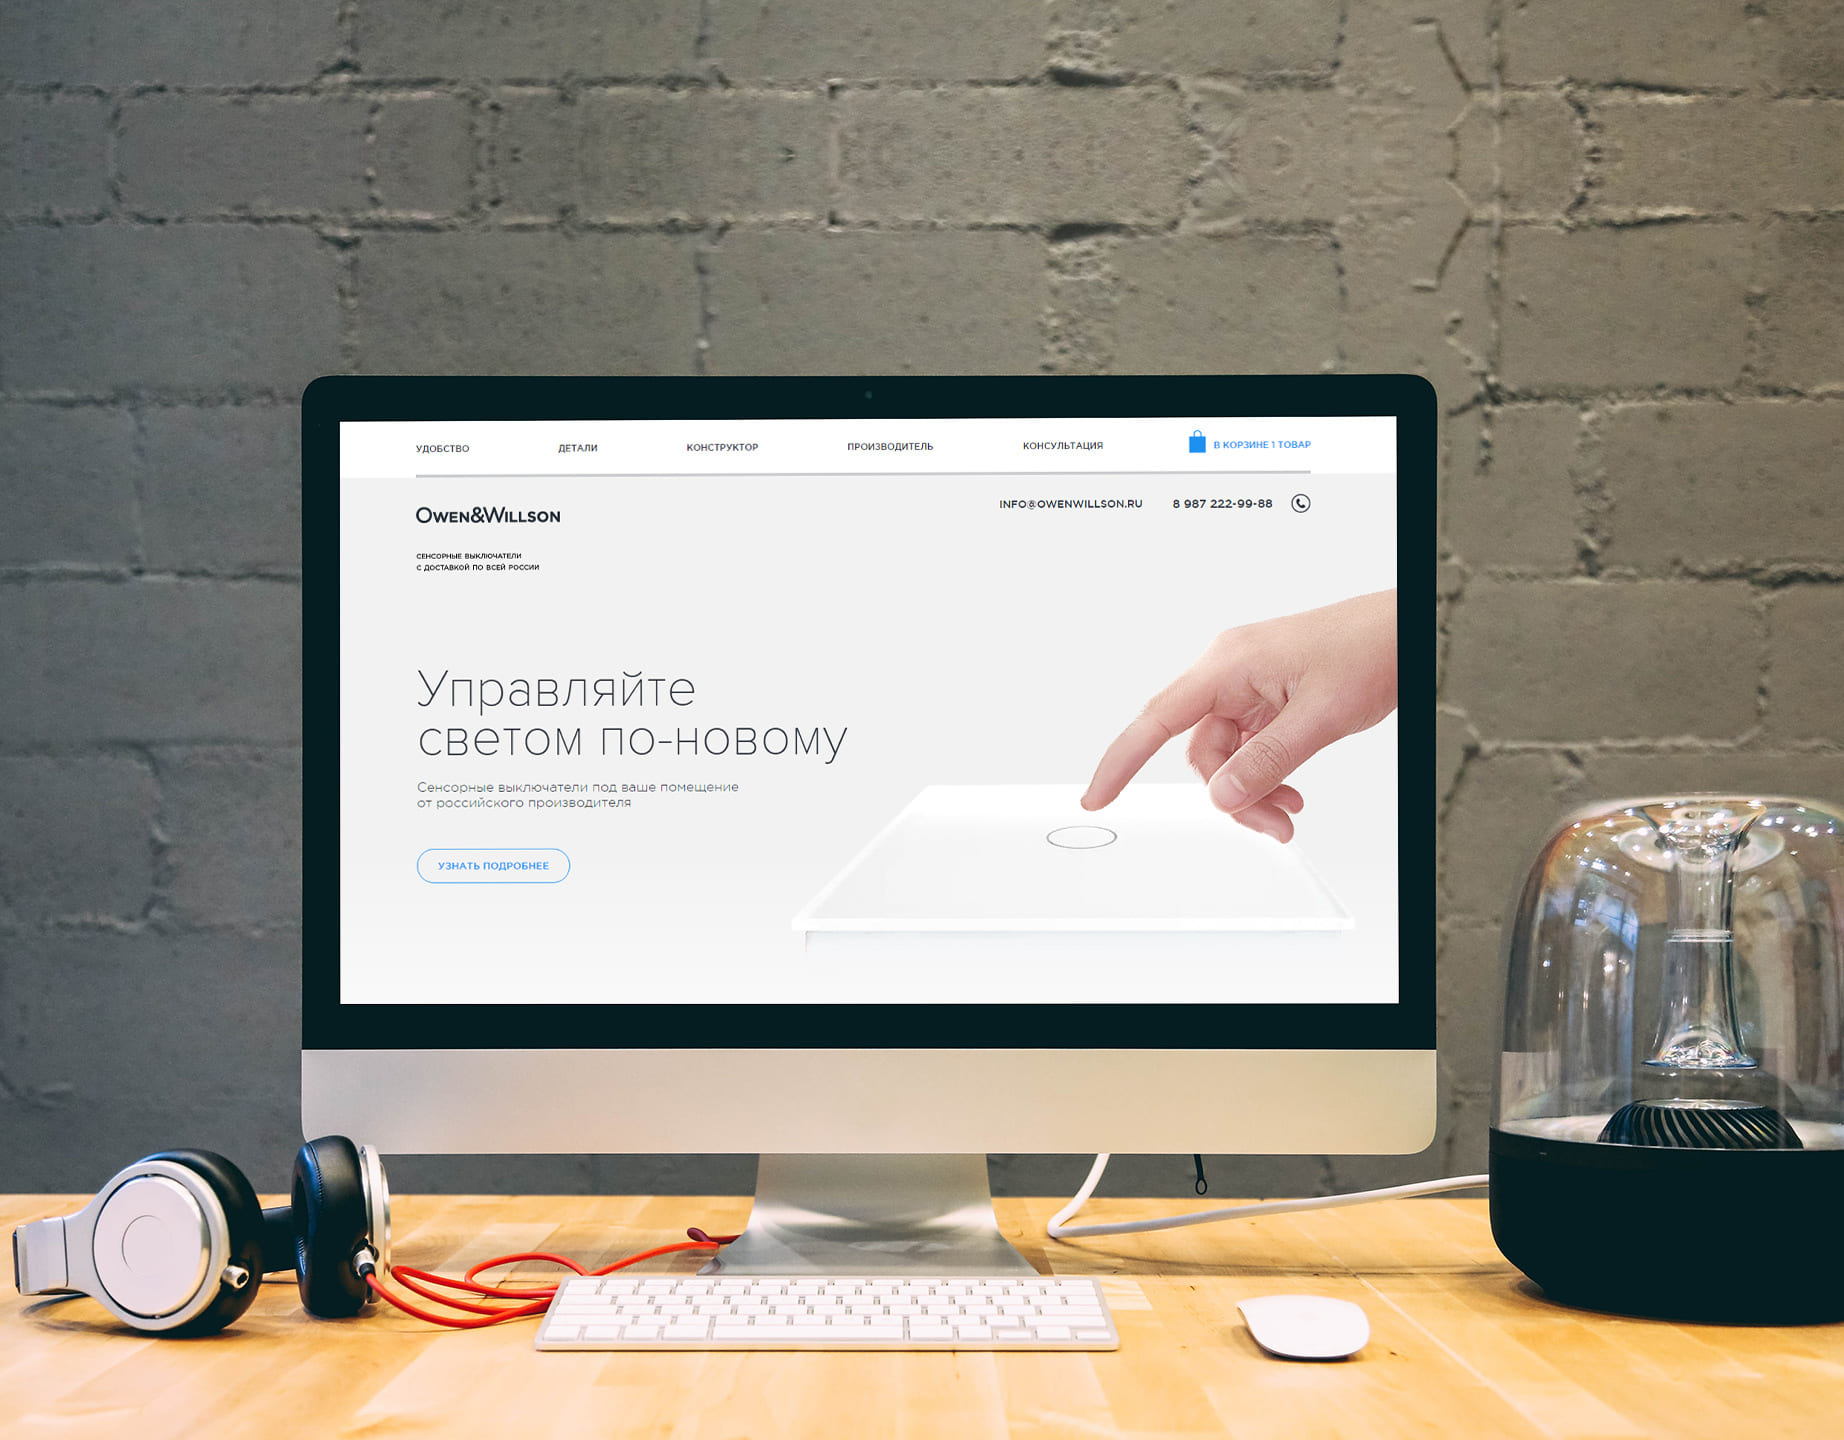 УДОБСТВО
ДЕТАЛИ
КОНСТРУКТОР
ПРОИЗВОДИТЕЛЬ
КОНСУЛЬТАЦИЯ
В КОРЗИНЕ 1 ТОВАР
OWEN&WILLSON
INFO@OWENWILLSON.RU
8 987 222-99-88
СЕНСОРНЫЕ ВЫКЛЮЧАТЕЛИ
С ДОСТАВКОЙ ПО ВСЕЙ РОССИИ
Управляйте
светом по-новому
Сенсорные выключатели под ваше помещение
от российского производителя
УЗНАТЬ ПОДРОБНЕЕ